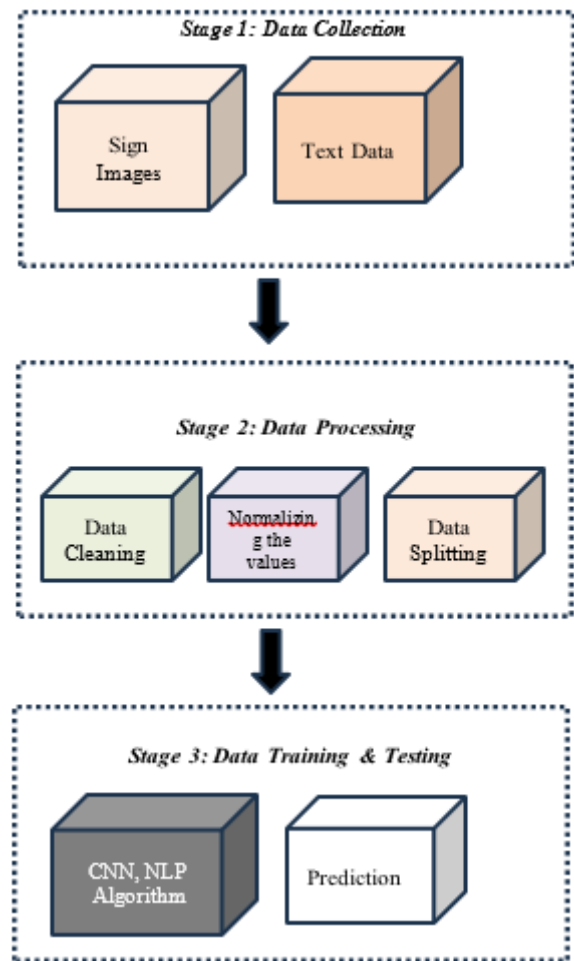 Stage 1: Data Collection
Sign
Images
Text Data
Stage 2: Data Processing
Data
Cleaning
Normalizin
g the
values
Data
Splitting
Stage 3: Data Training & Testing
CNN, NLP
Algorithm
Prediction